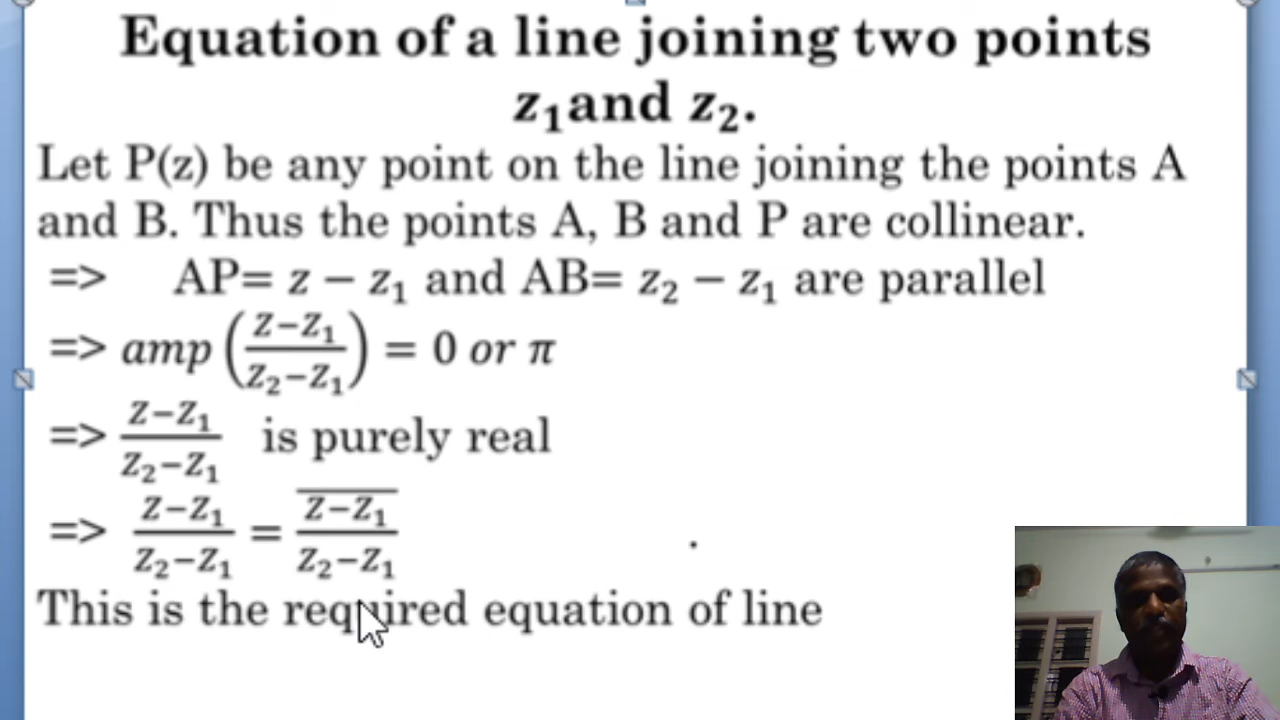 Equation of a line joining two points
z₁and z₂.
Let P(z) be any point on the line joining the points A
and B. Thus the points A, B and P are collinear.
=> AP= z − z₁ and AB= z₂ − z₁ are parallel
=> amp ((z−z₁)/(z₂−z₁)) = 0 or π
=> (z−z₁)/(z₂−z₁) is purely real
=> (z−z₁)/(z₂−z₁) = \overline{(z−z₁)/(z₂−z₁)} .
This is the required equation of line